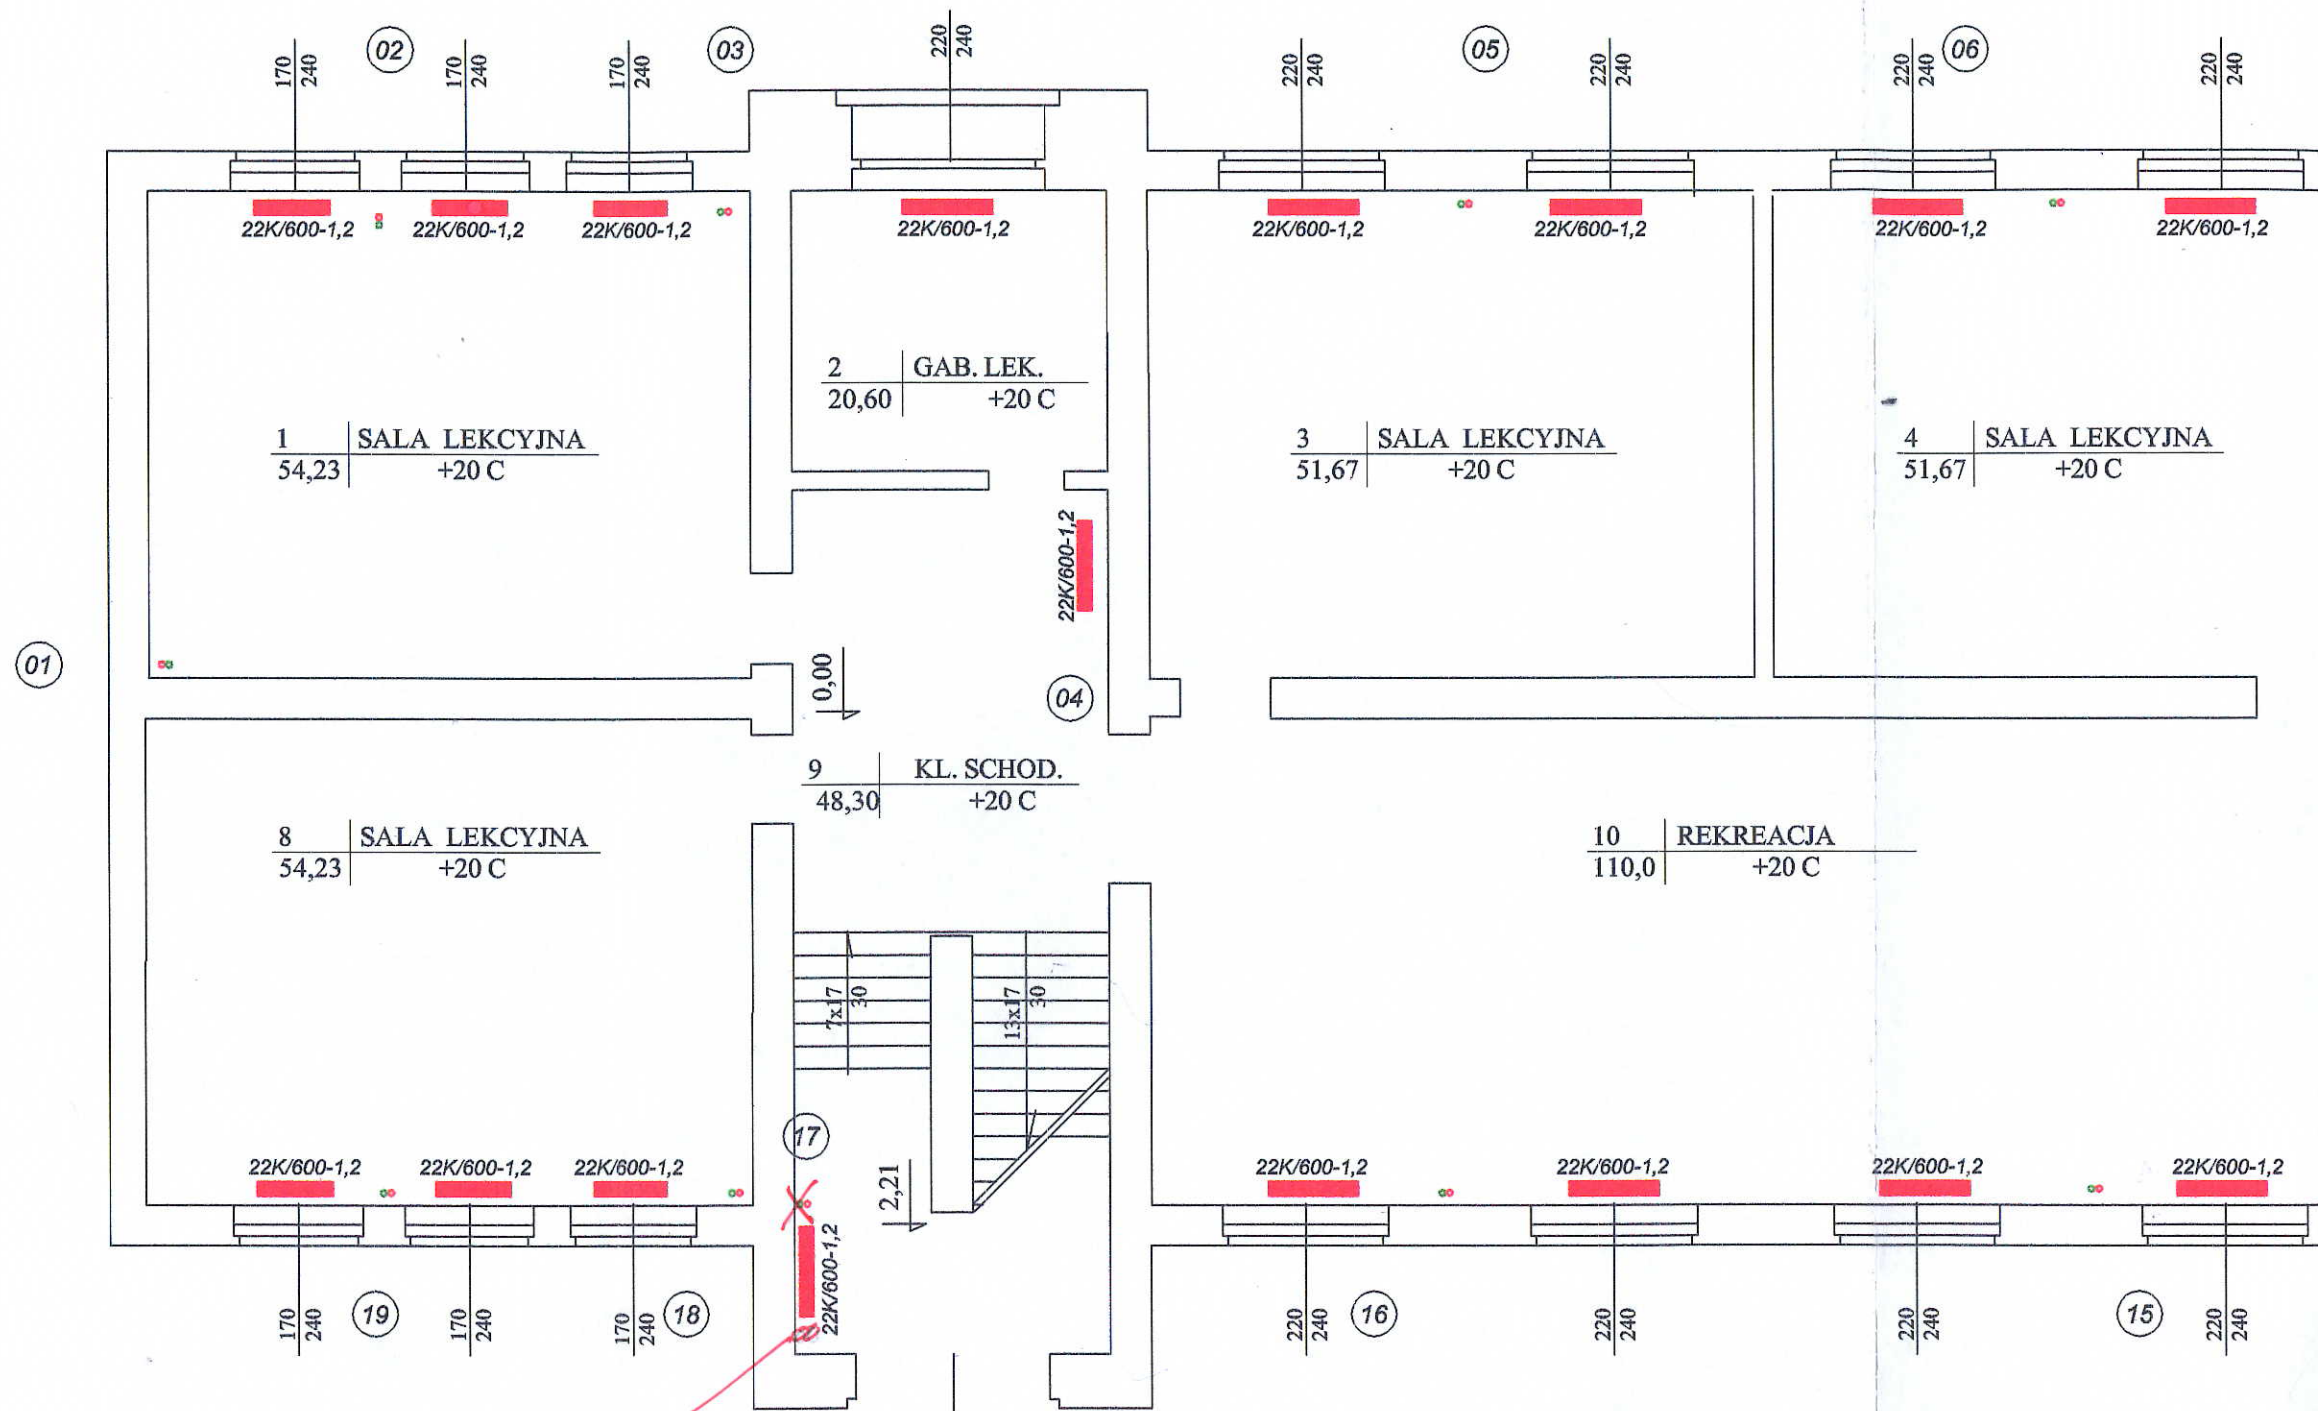 02
03
05
06
170
240
170
240
170
240
220
240
220
240
220
240
220
240
220
240
22K/600-1,2
22K/600-1,2
22K/600-1,2
22K/600-1,2
22K/600-1,2
22K/600-1,2
22K/600-1,2
22K/600-1,2
2 GAB. LEK.
20,60 +20 C
1 SALA LEKCYJNA
54,23 +20 C
3 SALA LEKCYJNA
51,67 +20 C
4 SALA LEKCYJNA
51,67 +20 C
22K/600-1,2
01
0,00
04
9 KL. SCHOD.
48,30 +20 C
8 SALA LEKCYJNA
54,23 +20 C
10 REKREACJA
110,0 +20 C
7x17
30
13x17
30
17
2,21
22K/600-1,2
22K/600-1,2
22K/600-1,2
22K/600-1,2
22K/600-1,2
22K/600-1,2
22K/600-1,2
22K/600-1,2
170
240
19
170
240
170
240
18
220
240
16
220
240
220
240
15
220
240